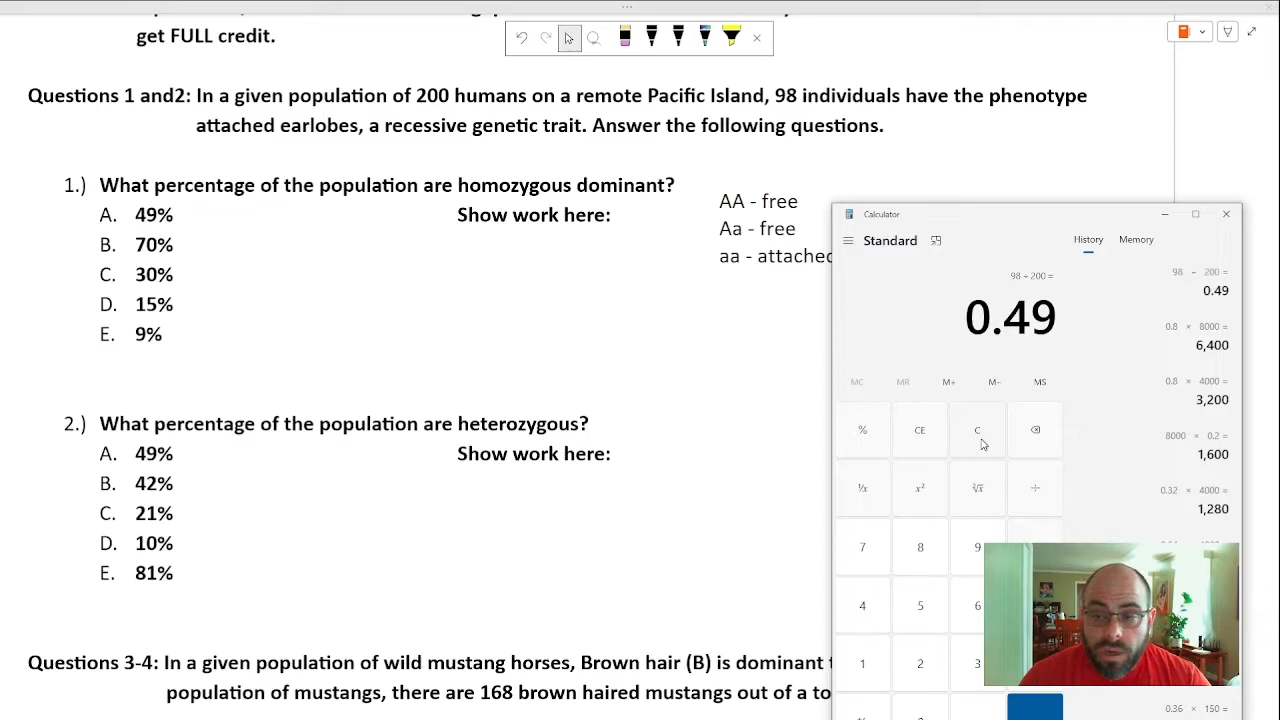 get FULL credit.
Questions 1 and2: In a given population of 200 humans on a remote Pacific Island, 98 individuals have the phenotype
attached earlobes, a recessive genetic trait. Answer the following questions.
1.) What percentage of the population are homozygous dominant?
A. 49%
Show work here:
B. 70%
C. 30%
D. 15%
E. 9%
AA - free
Aa - free
aa - attached
2.) What percentage of the population are heterozygous?
A. 49%
Show work here:
B. 42%
C. 21%
D. 10%
E. 81%
Questions 3-4: In a given population of wild mustang horses, Brown hair (B) is dominant
population of mustangs, there are 168 brown haired mustangs out of a
Calculator
Standard
History
Memory
98 ÷ 200 =
0.49
MC MR M+ M− MS
% CE C
¹⁄x x² ²√x ÷
7 8 9
4 5 6
1 2 3
98 ÷ 200 =
0.49
0.8 × 8000 =
6,400
0.8 × 4000 =
3,200
8000 × 0.2 =
1,600
0.32 × 4000 =
1,280
0.36 × 150 =